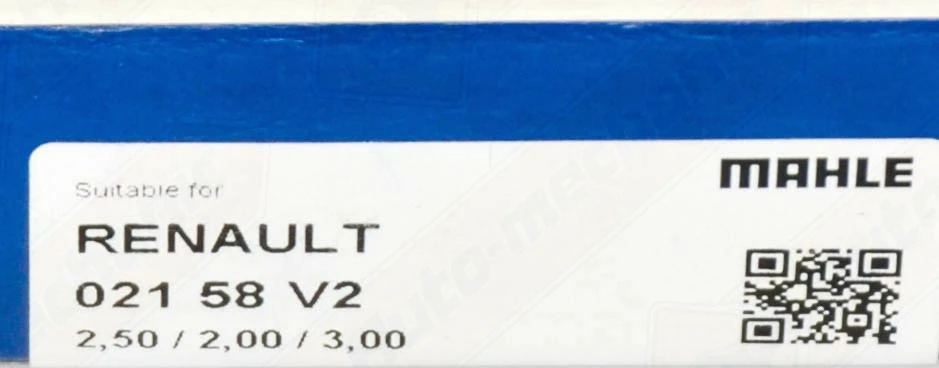 Suitable for
MAHLE
RENAULT
021 58 V2
2,50 / 2,00 / 3,00